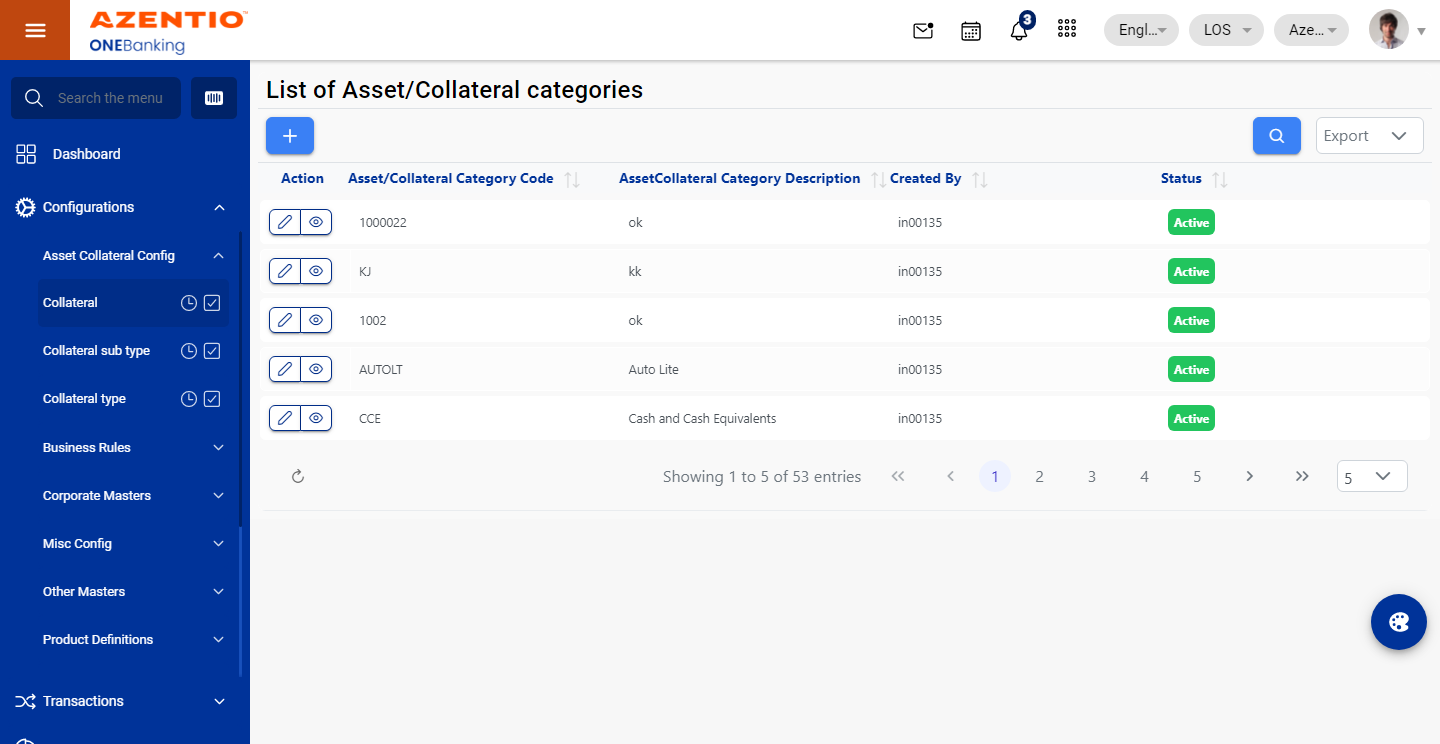 AZENTIO™
ONEBanking
3
Engl...
LOS
Aze...
Search the menu
Dashboard
Configurations
Asset Collateral Config
Collateral
Collateral sub type
Collateral type
Business Rules
Corporate Masters
Misc Config
Other Masters
Product Definitions
Transactions
List of Asset/Collateral categories
Export
Action Asset/Collateral Category Code AssetCollateral Category Description Created By Status
1000022 ok in00135 Active
KJ kk in00135 Active
1002 ok in00135 Active
AUTOLT Auto Lite in00135 Active
CCE Cash and Cash Equivalents in00135 Active
Showing 1 to 5 of 53 entries 1 2 3 4 5 5